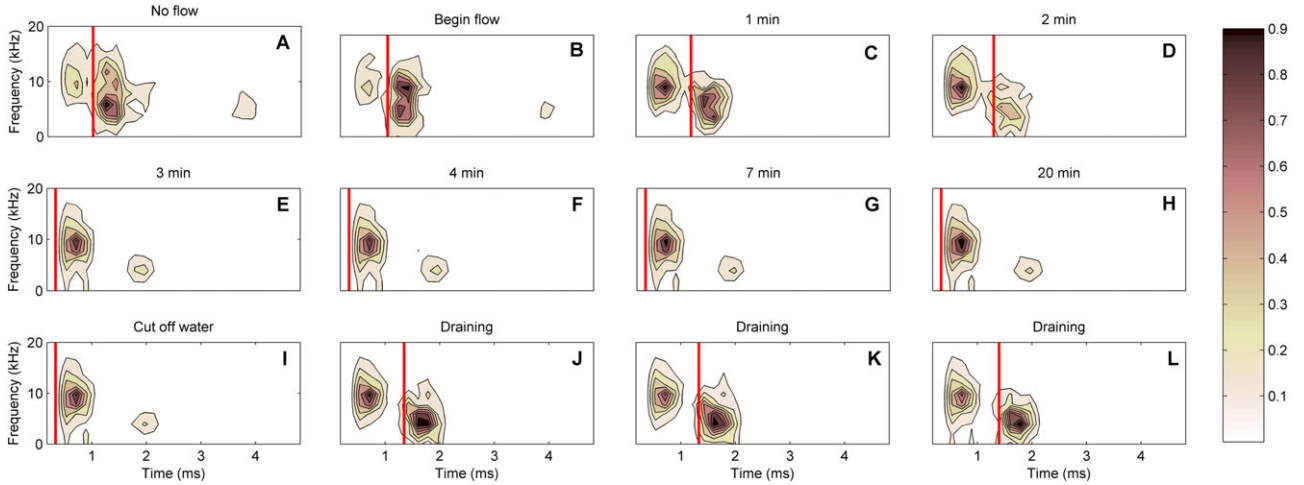 No flow
Begin flow
1 min
2 min
Frequency (kHz)
20
10
0
A
B
C
D
3 min
4 min
7 min
20 min
Frequency (kHz)
20
10
0
E
F
G
H
Cut off water
Draining
Draining
Draining
Frequency (kHz)
20
10
0
I
J
K
L
1 2 3 4
1 2 3 4
1 2 3 4
1 2 3 4
Time (ms)
Time (ms)
Time (ms)
Time (ms)
0.9
0.8
0.7
0.6
0.5
0.4
0.3
0.2
0.1